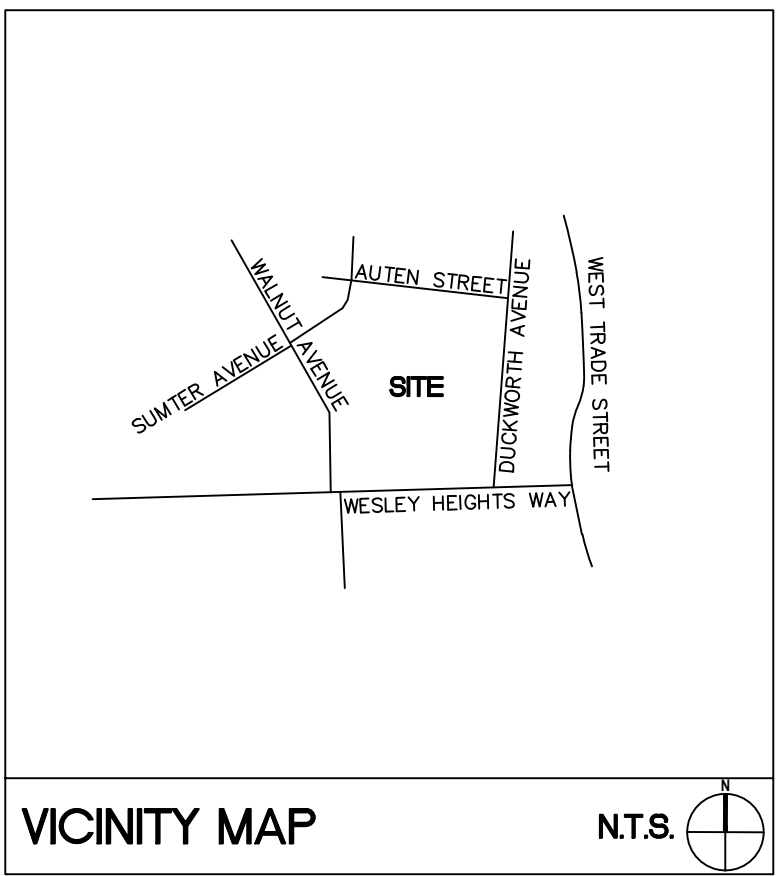 WALNUT AVENUE
AUTEN STREET
DUCKWORTH AVENUE
WEST TRADE STREET
SUMTER AVENUE
SITE
WESLEY HEIGHTS WAY
VICINITY MAP
N.T.S.
N